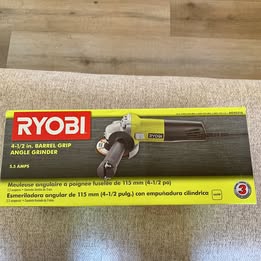 RYOBI
4-1/2 in. BARREL GRIP
ANGLE GRINDER
5.5 AMPS
RYOBI
Meuleuse angulaire à poignée fuselée de 115 mm (4-1/2 po)
Esmeriladora angular de 115 mm (4-1/2 pulg.) con empuñadura cilíndrica
3